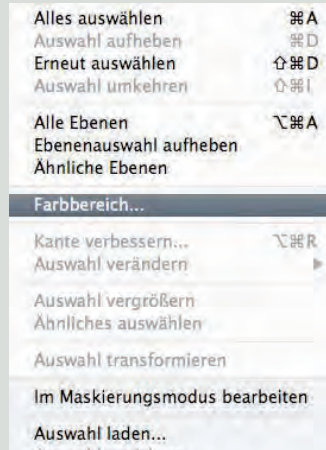 Alles auswählen ⌘A
Auswahl aufheben ⌘D
Erneut auswählen ⇧⌘D
Auswahl umkehren ⇧⌘I
Alle Ebenen ⌥⌘A
Ebenenauswahl aufheben
Ähnliche Ebenen
Farbbereich...
Kante verbessern... ⌥⌘R
Auswahl verändern ▶
Auswahl vergrößern
Ähnliches auswählen
Auswahl transformieren
Im Maskierungsmodus bearbeiten
Auswahl laden...